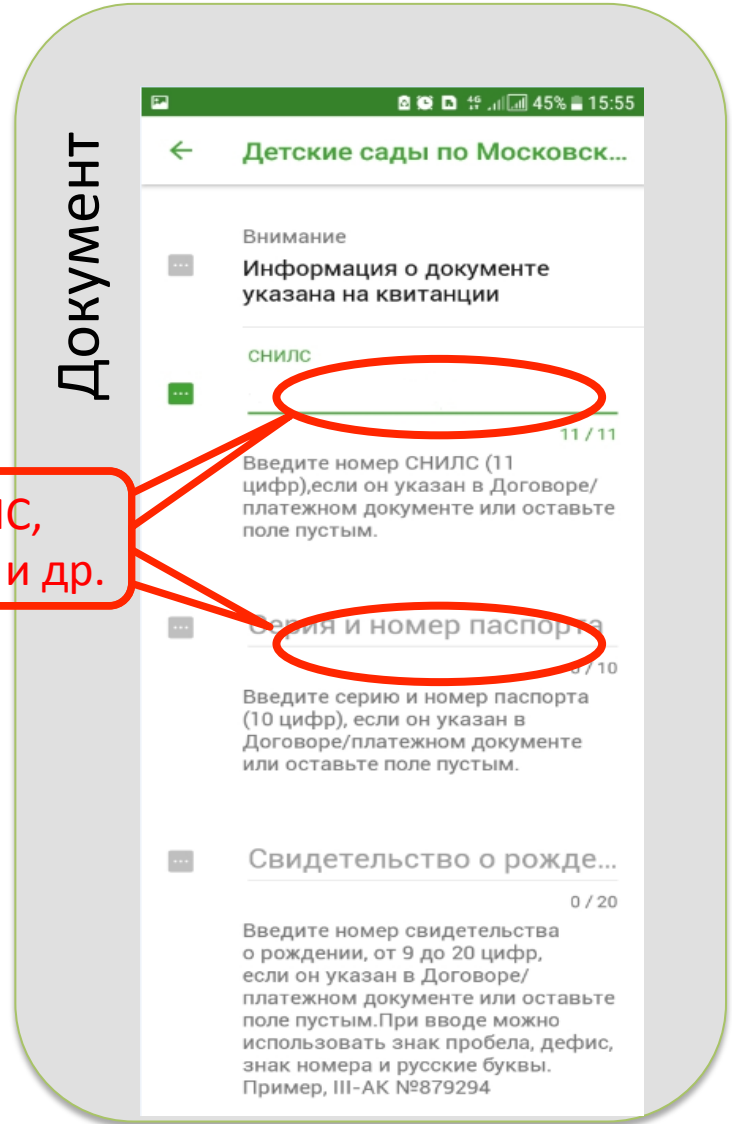 Документ
45% 15:55
Детские сады по Московск...
Внимание
Информация о документе
указана на квитанции
СНИЛС
11 / 11
Введите номер СНИЛС (11
цифр),если он указан в Договоре/
платежном документе или оставьте
поле пустым.
и др.
Серия и номер паспорта
/ 10
Введите серию и номер паспорта
(10 цифр), если он указан в
Договоре/платежном документе
или оставьте поле пустым.
Свидетельство о рожде...
0 / 20
Введите номер свидетельства
о рождении, от 9 до 20 цифр,
если он указан в Договоре/
платежном документе или оставьте
поле пустым.При вводе можно
использовать знак пробела, дефис,
знак номера и русские буквы.
Пример, III-АК №879294